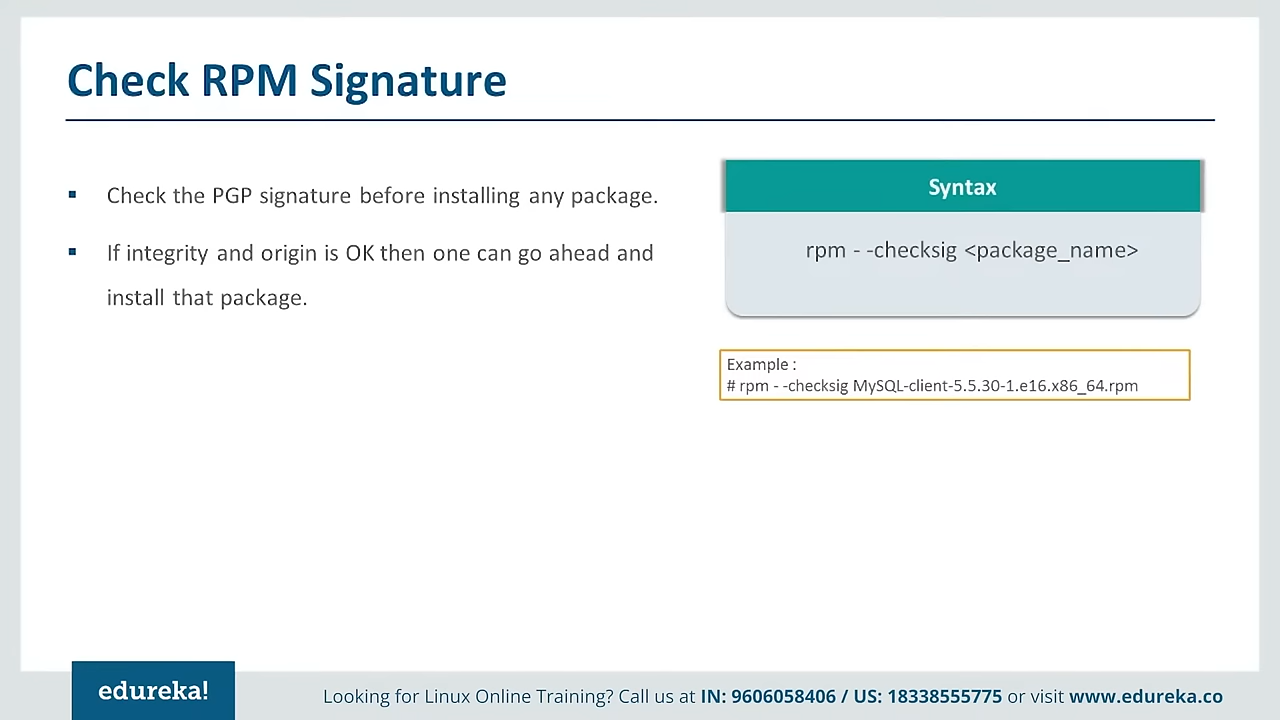 Check RPM Signature
▪ Check the PGP signature before installing any package.
▪ If integrity and origin is OK then one can go ahead and
install that package.
Syntax
rpm - -checksig <package_name>
Example :
# rpm - -checksig MySQL-client-5.5.30-1.e16.x86_64.rpm
edureka!
Looking for Linux Online Training? Call us at IN: 9606058406 / US: 18338555775 or visit www.edureka.co